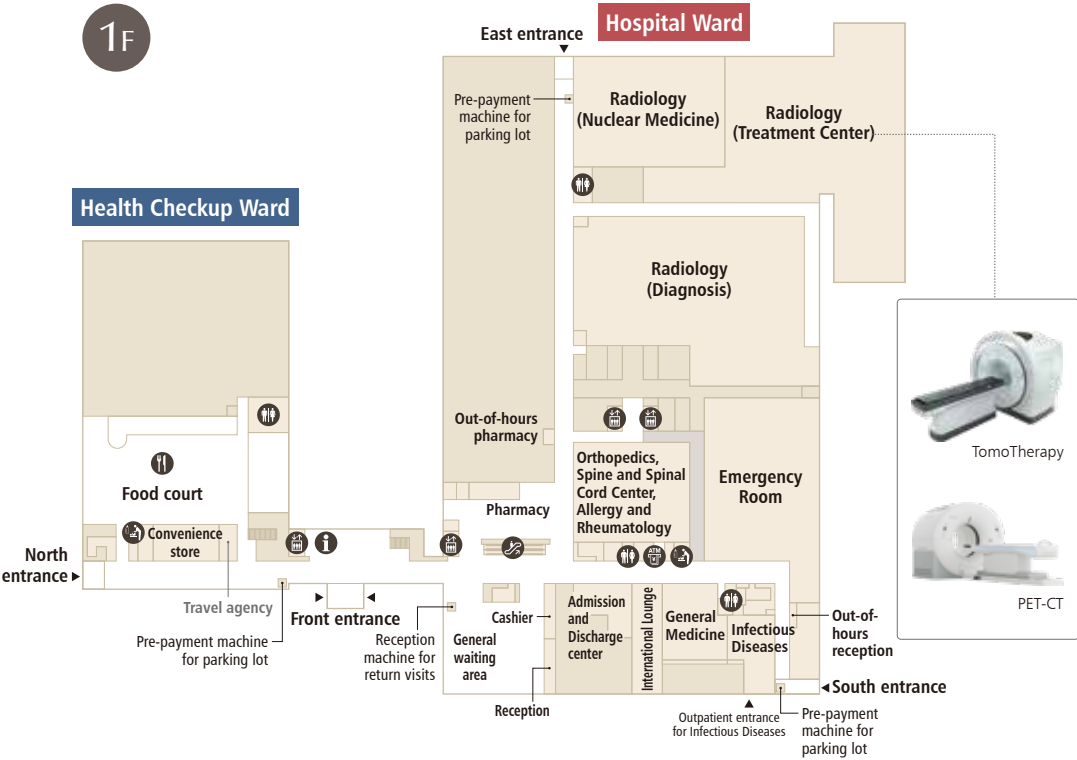 1F
Hospital Ward
East entrance
Pre-payment
machine for
parking lot
Radiology
(Nuclear Medicine)
Radiology
(Treatment Center)
Health Checkup Ward
Radiology
(Diagnosis)
TomoTherapy
PET-CT
Out-of-hours
pharmacy
Orthopedics,
Spine and Spinal
Cord Center,
Allergy and
Rheumatology
Emergency
Room
Food court
Pharmacy
Convenience
store
i
ATM
North
entrance
Travel agency
Front entrance
Pre-payment machine
for parking lot
Reception
machine for
return visits
General
waiting
area
Cashier
Admission
and
Discharge
center
International Lounge
General
Medicine
Infectious
Diseases
Out-of-
hours
reception
Reception
South entrance
Outpatient entrance
for Infectious Diseases
Pre-payment
machine for
parking lot